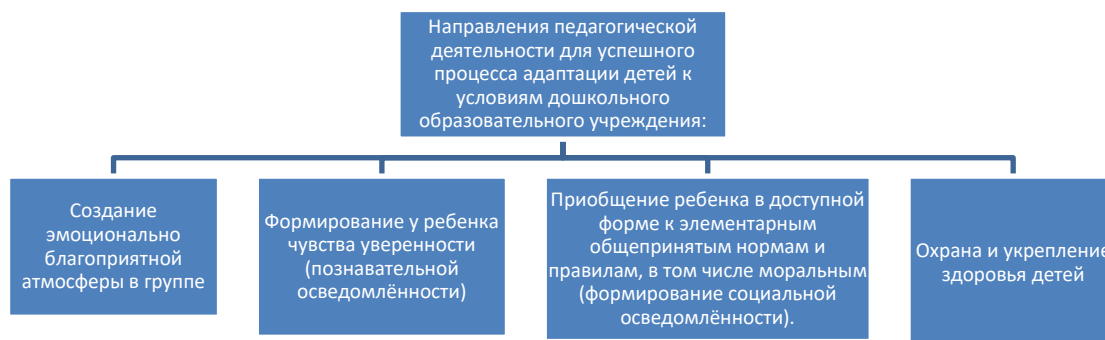 Направления педагогической
деятельности для успешного
процесса адаптации детей к
условиям дошкольного
образовательного учреждения:
Создание
эмоционально
благоприятной
атмосферы в группе
Формирование у ребенка
чувства уверенности
(познавательной
осведомлённости)
Приобщение ребенка в доступной
форме к элементарным
общепринятым нормам и
правилам, в том числе моральным
(формирование социальной
осведомлённости).
Охрана и укрепление
здоровья детей